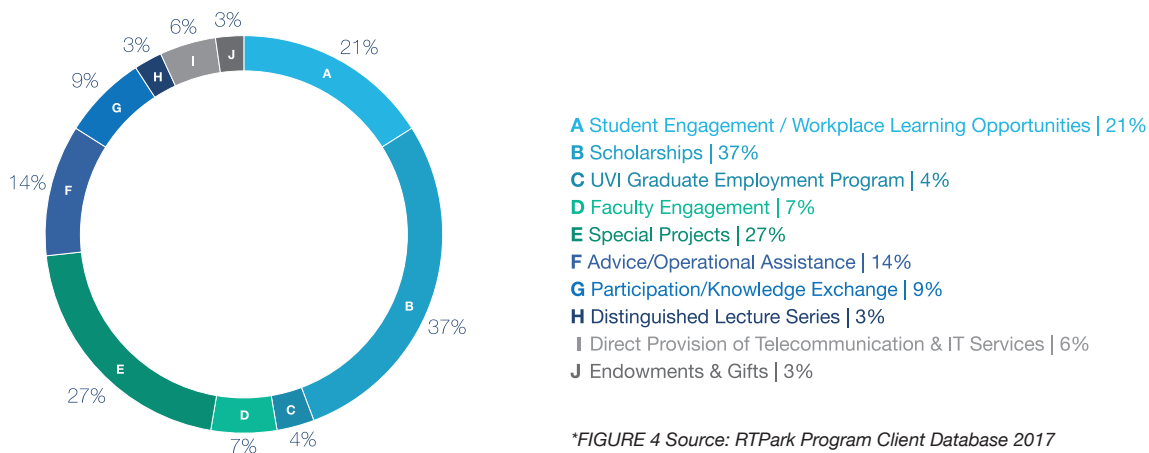 3%
6%
3%
21%
9%
14%
37%
27%
7%
4%
J
I
H
A
G
F
B
E
C
D
A Student Engagement / Workplace Learning Opportunities | 21%
B Scholarships | 37%
C UVI Graduate Employment Program | 4%
D Faculty Engagement | 7%
E Special Projects | 27%
F Advice/Operational Assistance | 14%
G Participation/Knowledge Exchange | 9%
H Distinguished Lecture Series | 3%
I Direct Provision of Telecommunication & IT Services | 6%
J Endowments & Gifts | 3%
*FIGURE 4 Source: RTPark Program Client Database 2017